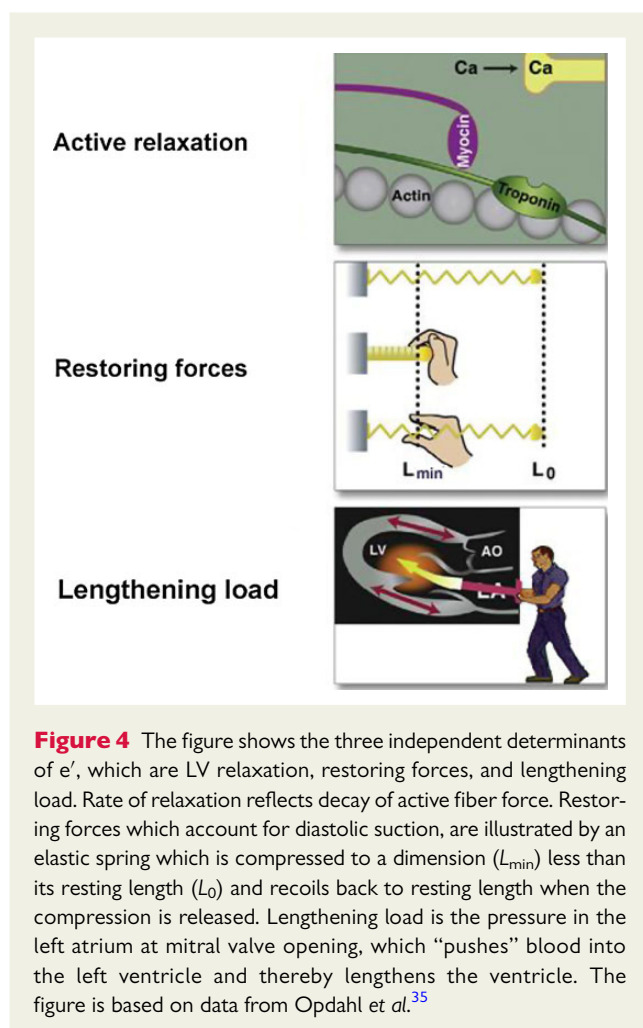 Ca → Ca
Active relaxation
Myocin
Actin
Troponin
Restoring forces
Lmin
L0
LV
AO
Lengthening load
LA
Figure 4 The figure shows the three independent determinants
of e′, which are LV relaxation, restoring forces, and lengthening
load. Rate of relaxation reflects decay of active fiber force. Restor-
ing forces which account for diastolic suction, are illustrated by an
elastic spring which is compressed to a dimension (Lmin) less than
its resting length (L0) and recoils back to resting length when the
compression is released. Lengthening load is the pressure in the
left atrium at mitral valve opening, which “pushes” blood into
the left ventricle and thereby lengthens the ventricle. The
figure is based on data from Opdahl et al.35